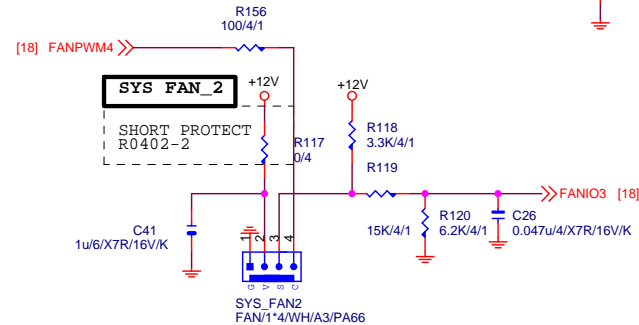 R156
100/4/1
[18] FANPWM4
SYS FAN_2
+12V
+12V
SHORT PROTECT
R0402-2
R117
0/4
R118
3.3K/4/1
R119
FANIO3 [18]
C41
1u/6/X7R/16V/K
15K/4/1
R120
6.2K/4/1
C26
0.047u/4/X7R/16V/K
1
2
3
4
G
V
S
C
SYS_FAN2
FAN/1*4/WH/A3/PA66